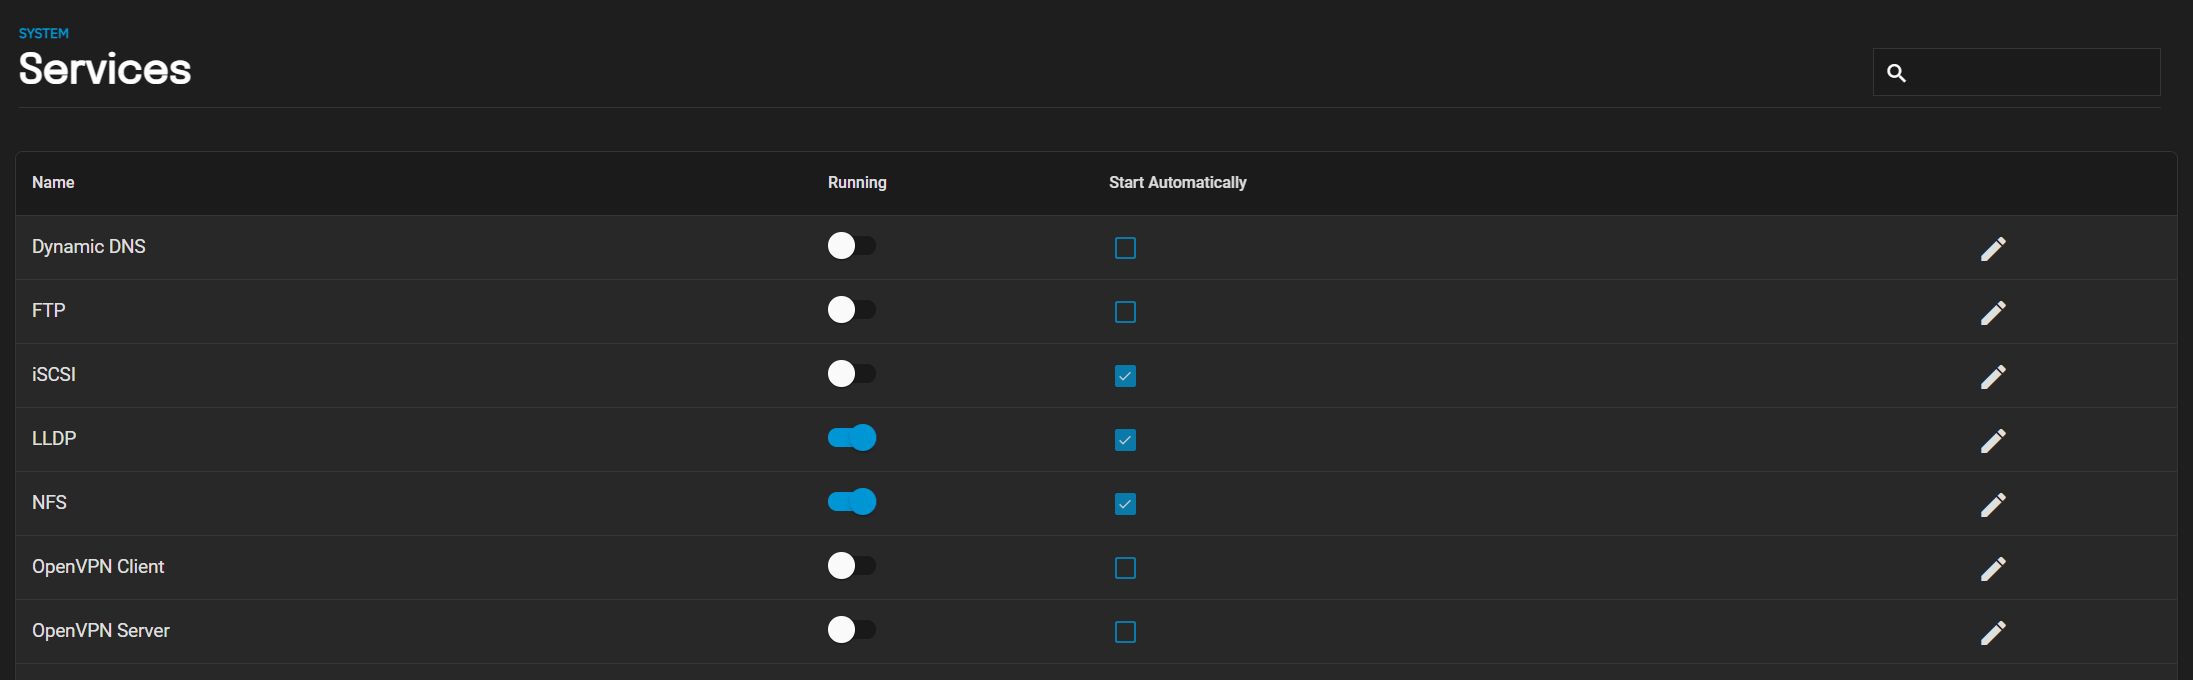 SYSTEM
Services
Name Running Start Automatically
Dynamic DNS
FTP
iSCSI
LLDP
NFS
OpenVPN Client
OpenVPN Server